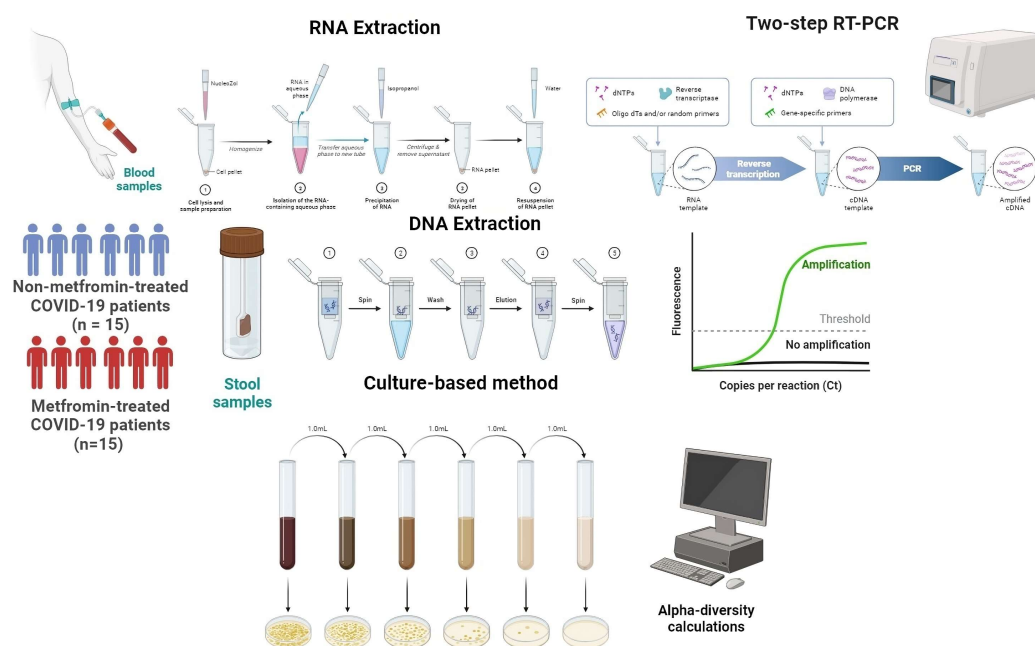 RNA Extraction
Two-step RT-PCR
NucleoZol
RNA in
aqueous
phase
Isopropanol
Water
Homogenize
Transfer aqueous
phase to new tube
Centrifuge &
remove supernatant
Cell pellet
RNA pellet
1
2
3
3
4
Cell lysis and
sample preparation
Isolation of the RNA-
containing aqueous phase
Precipitation
of RNA
Drying of
RNA pellet
Resuspension
of RNA pellet
dNTPs
Reverse
transcriptase
Oligo dTs and/or random primers
dNTPs
DNA
polymerase
Gene-specific primers
Reverse
transcription
PCR
RNA
template
cDNA
template
Amplified
cDNA
Blood
samples
Non-metfromin-treated
COVID-19 patients
(n = 15)
Metfromin-treated
COVID-19 patients
(n=15)
Stool
samples
DNA Extraction
1
2
3
4
5
Spin
Wash
Elution
Spin
Fluorescence
Amplification
Threshold
No amplification
Copies per reaction (Ct)
Culture-based method
1.0mL
1.0mL
1.0mL
1.0mL
1.0mL
Alpha-diversity
calculations